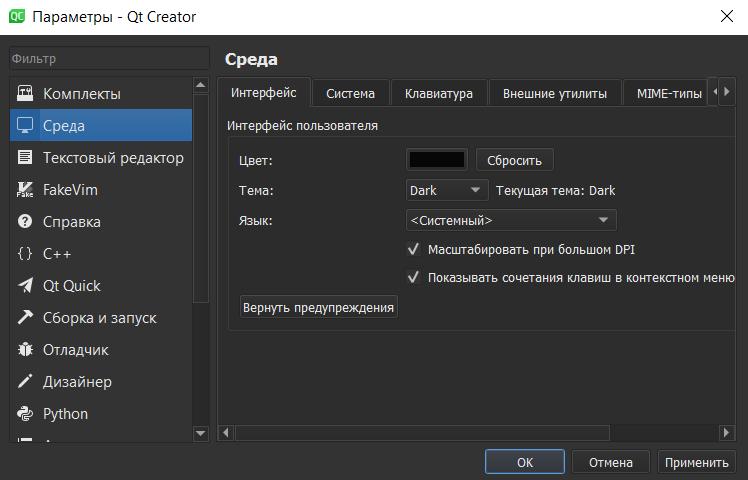 QC Параметры - Qt Creator
Фильтр
Комплекты
Среда
Текстовый редактор
Fake FakeVim
Справка
{} C++
Qt Quick
Сборка и запуск
Отладчик
Дизайнер
Python
Среда
Интерфейс Система Клавиатура Внешние утилиты MIME-типы
Интерфейс пользователя
Цвет: Сбросить
Тема: Dark Текущая тема: Dark
Язык: <Системный>
Масштабировать при большом DPI
Показывать сочетания клавиш в контекстном меню
Вернуть предупреждения
OK Отмена Применить